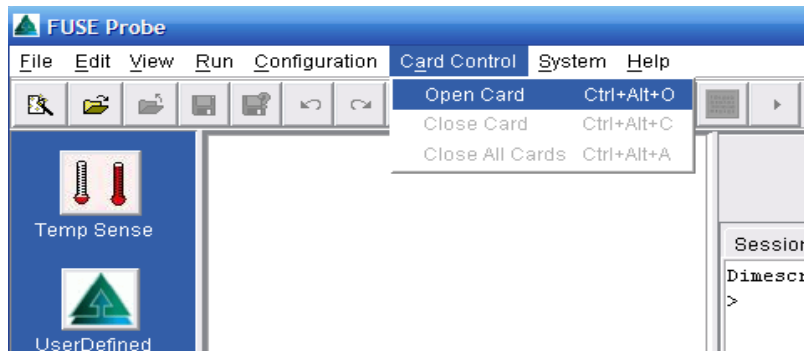 FUSE Probe
File Edit View Run Configuration Card Control System Help
Open Card Ctrl+Alt+O
Close Card Ctrl+Alt+C
Close All Cards Ctrl+Alt+A
Temp Sense
UserDefined
Session
Dimescr
>